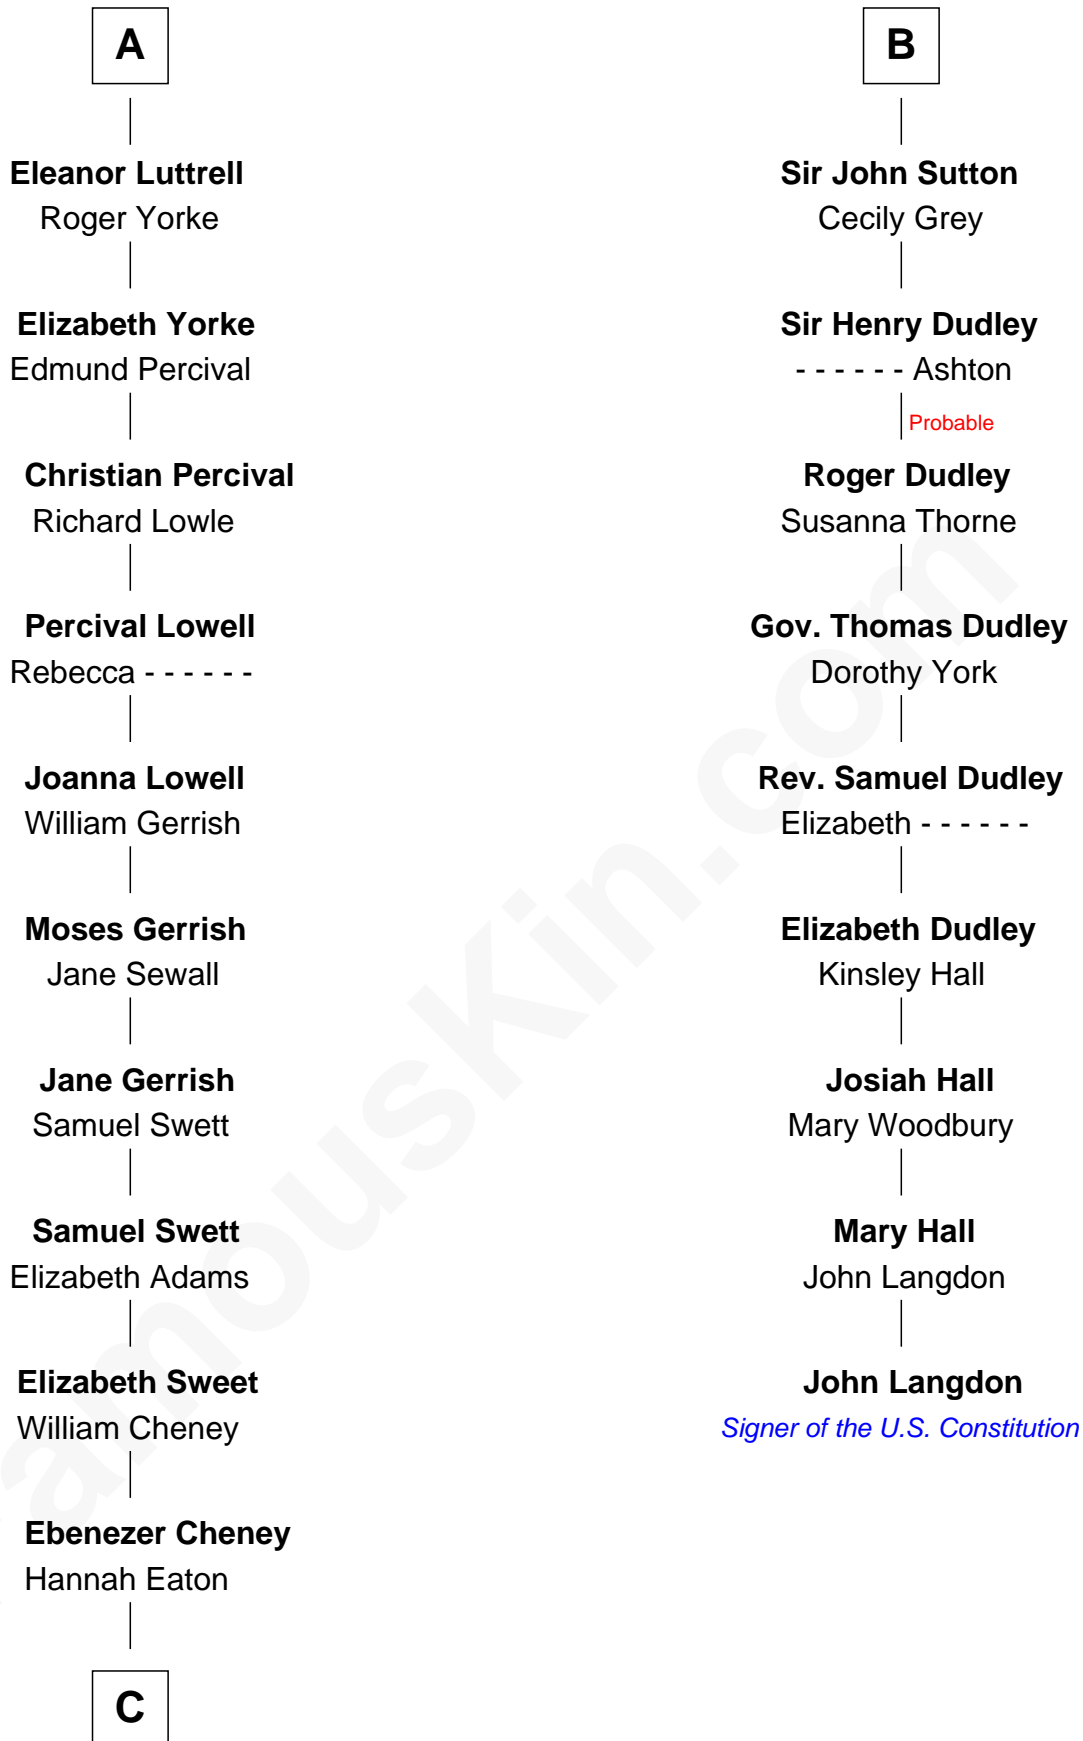 A
Eleanor Luttrell
Roger Yorke
Elizabeth Yorke
Edmund Percival
Christian Percival
Richard Lowle
Percival Lowell
Rebecca - - - - - -
Joanna Lowell
William Gerrish
Moses Gerrish
Jane Sewall
Jane Gerrish
Samuel Swett
Samuel Swett
Elizabeth Adams
Elizabeth Sweet
William Cheney
Ebenezer Cheney
Hannah Eaton
C
B
Sir John Sutton
Cecily Grey
Sir Henry Dudley
- - - - - - Ashton
Probable
Roger Dudley
Susanna Thorne
Gov. Thomas Dudley
Dorothy York
Rev. Samuel Dudley
Elizabeth - - - - - -
Elizabeth Dudley
Kinsley Hall
Josiah Hall
Mary Woodbury
Mary Hall
John Langdon
John Langdon
Signer of the U.S. Constitution
amousKin.com